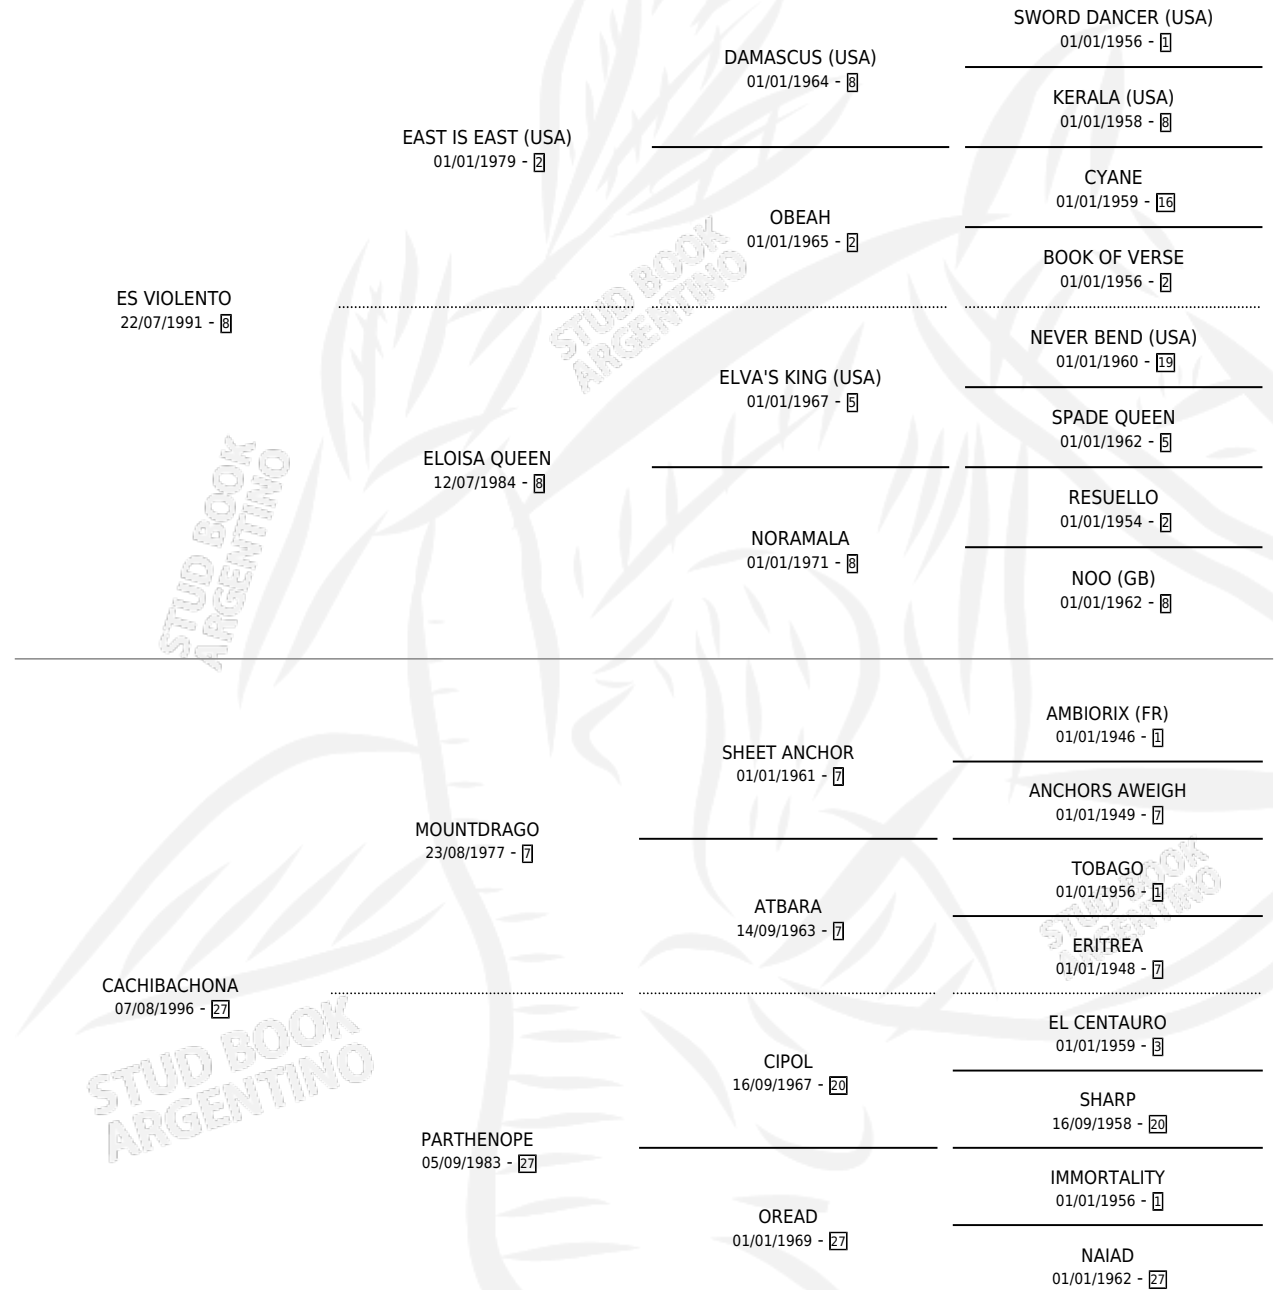 SWORD DANCER (USA)
01/01/1956 - 1
DAMASCUS (USA)
01/01/1964 - 8
KERALA (USA)
01/01/1958 - 8
EAST IS EAST (USA)
01/01/1979 - 2
CYANE
01/01/1959 - 16
OBEAH
01/01/1965 - 2
BOOK OF VERSE
01/01/1956 - 2
ES VIOLENTO
22/07/1991 - 8
NEVER BEND (USA)
01/01/1960 - 19
ELVA'S KING (USA)
01/01/1967 - 5
SPADE QUEEN
01/01/1962 - 5
ELOISA QUEEN
12/07/1984 - 8
RESUELLO
01/01/1954 - 2
NORAMALA
01/01/1971 - 8
NOO (GB)
01/01/1962 - 8
AMBIORIX (FR)
01/01/1946 - 1
SHEET ANCHOR
01/01/1961 - 7
ANCHORS AWEIGH
01/01/1949 - 7
MOUNTDRAGO
23/08/1977 - 7
TOBAGO
01/01/1956 - 1
ATBARA
14/09/1963 - 7
ERITREA
01/01/1948 - 7
CACHIBACHONA
07/08/1996 - 27
EL CENTAURO
01/01/1959 - 3
CIPOL
16/09/1967 - 20
SHARP
16/09/1958 - 20
PARTHENOPE
05/09/1983 - 27
IMMORTALITY
01/01/1956 - 1
OREAD
01/01/1969 - 27
NAIAD
01/01/1962 - 27
STUD BOOK
ARGENTINO
STUD BOOK
ARGENTINO
STUD BOOK
ARGENTINO
STUD BOOK
ARGENTINO